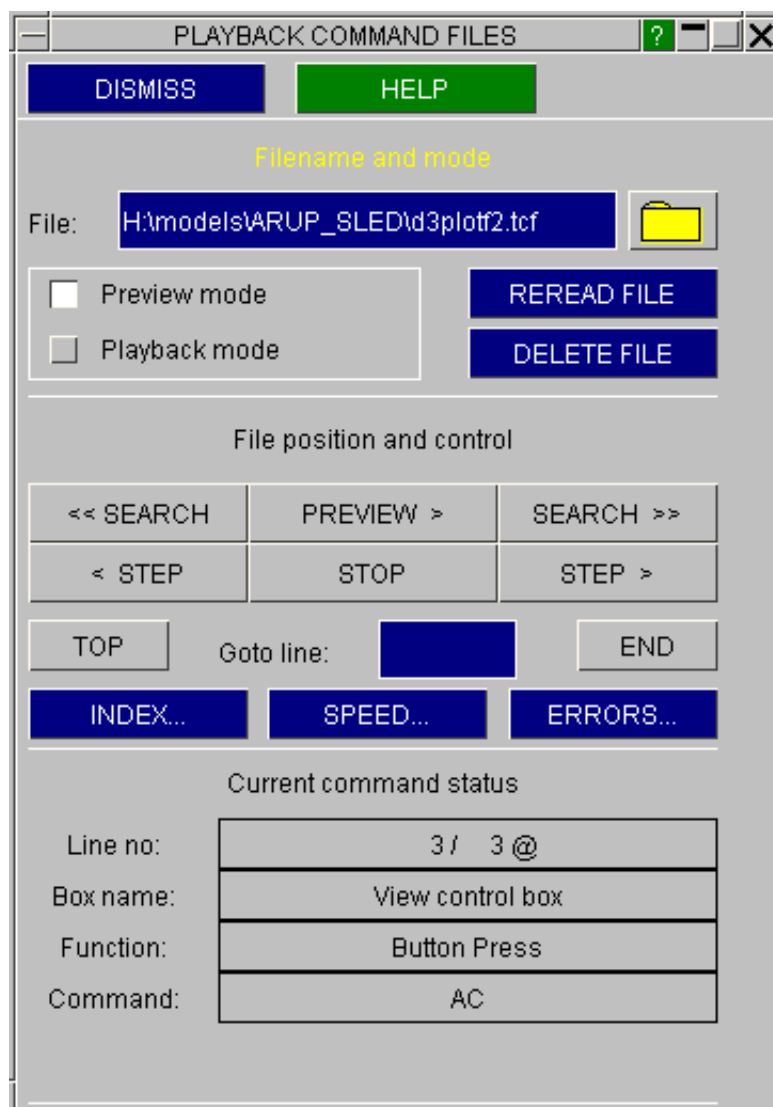 PLAYBACK COMMAND FILES ?
DISMISS HELP
Filename and mode
File: H:\models\ARUP_SLED\d3plotf2.tcf
Preview mode REREAD FILE
Playback mode DELETE FILE
File position and control
<< SEARCH PREVIEW > SEARCH >>
< STEP STOP STEP >
TOP Goto line: END
INDEX... SPEED... ERRORS...
Current command status
Line no: 3 / 3 @
Box name: View control box
Function: Button Press
Command: AC